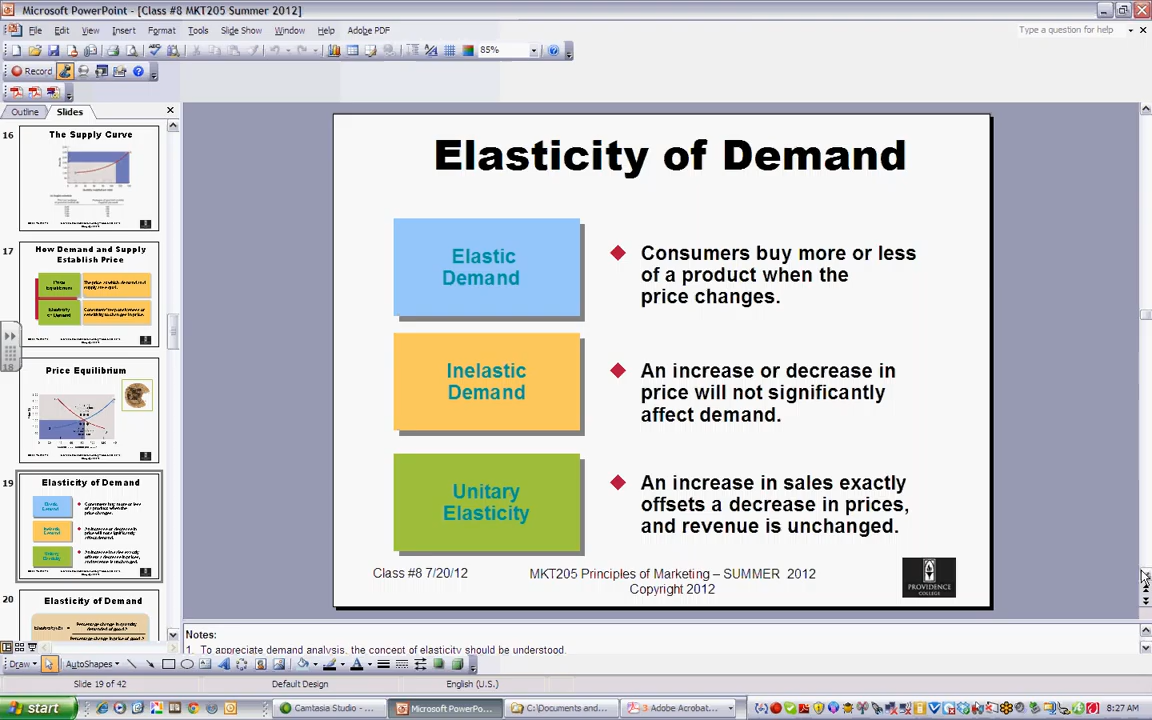 Microsoft PowerPoint - [Class #8 MKT205 Summer 2012]
File Edit View Insert Format Tools Slide Show Window Help Adobe PDF
Type a question for help
85%
Record
Outline Slides
16
The Supply Curve
17
How Demand and Supply
Establish Price
18
Price Equilibrium
19
Elasticity of Demand
20
Elasticity of Demand
Elasticity of Demand
Elastic
Demand
Consumers buy more or less
of a product when the
price changes.
Inelastic
Demand
An increase or decrease in
price will not significantly
affect demand.
Unitary
Elasticity
An increase in sales exactly
offsets a decrease in prices,
and revenue is unchanged.
Class #8 7/20/12
MKT205 Principles of Marketing – SUMMER 2012
Copyright 2012
PROVIDENCE
COLLEGE
Notes:
1. To appreciate demand analysis, the concept of elasticity should be understood.
Draw AutoShapes
Slide 19 of 42 Default Design English (U.S.)
start Camtasia Studio - ... Microsoft PowerPo... C:\Documents and... 3 Adobe Acrobat... 8:27 AM